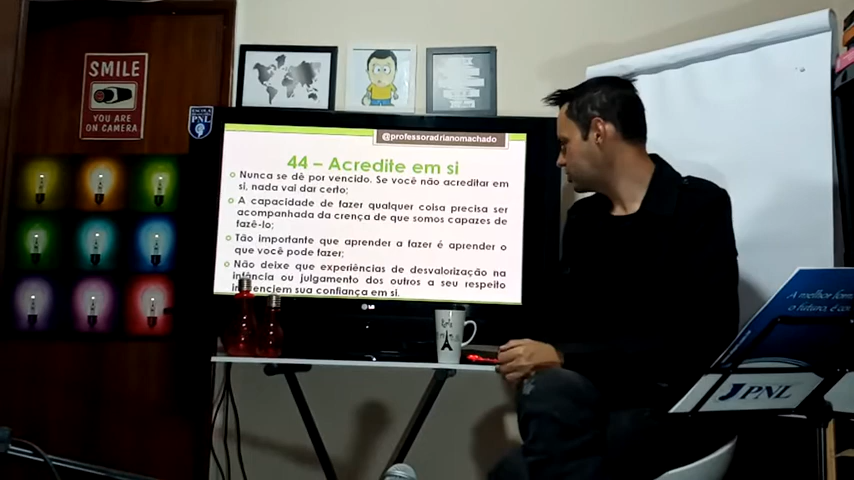 SMILE
YOU ARE
ON CAMERA
PNL
@professoradrianomachado
44 – Acredite em si
Nunca se dê por vencido. Se você não acreditar em
si, nada vai dar certo;
A capacidade de fazer qualquer coisa precisa ser
acompanhada da crença de que somos capazes de
fazê-lo;
Tão importante que aprender a fazer é aprender o
que você pode fazer;
Não deixe que experiências de desvalorização na
infância ou julgamento de outros a seu respeito
influenciem sua confiança em si.
LG
A melhor for
do futuro, é cri
JPNL